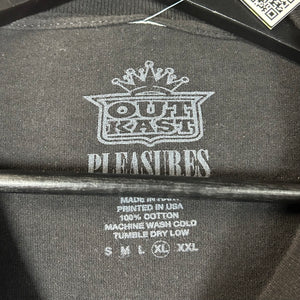 OUT
KAST
PLEASURES
MADE IN HAITI
PRINTED IN USA
100% COTTON
MACHINE WASH COLD
TUMBLE DRY LOW
S M L XL XXL